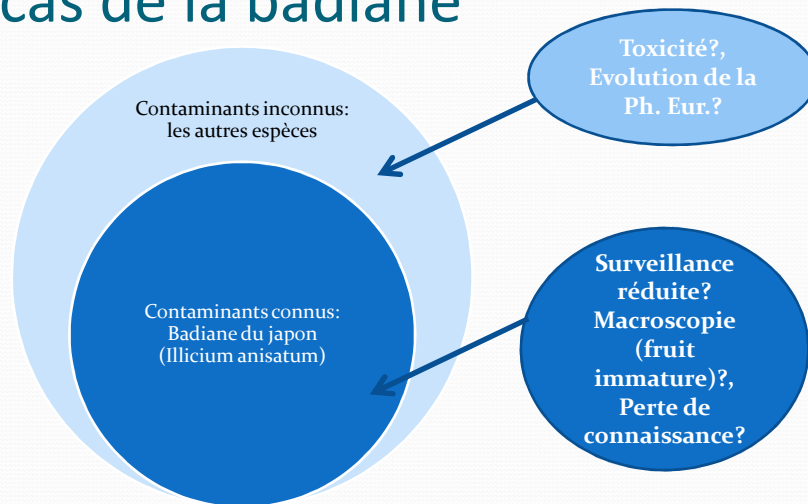 cas de la badiane
Contaminants inconnus:
les autres espèces
Toxicité?,
Evolution de la
Ph. Eur.?
Contaminants connus:
Badiane du japon
(Illicium anisatum)
Surveillance
réduite?
Macroscopie
(fruit
immature)?,
Perte de
connaissance?